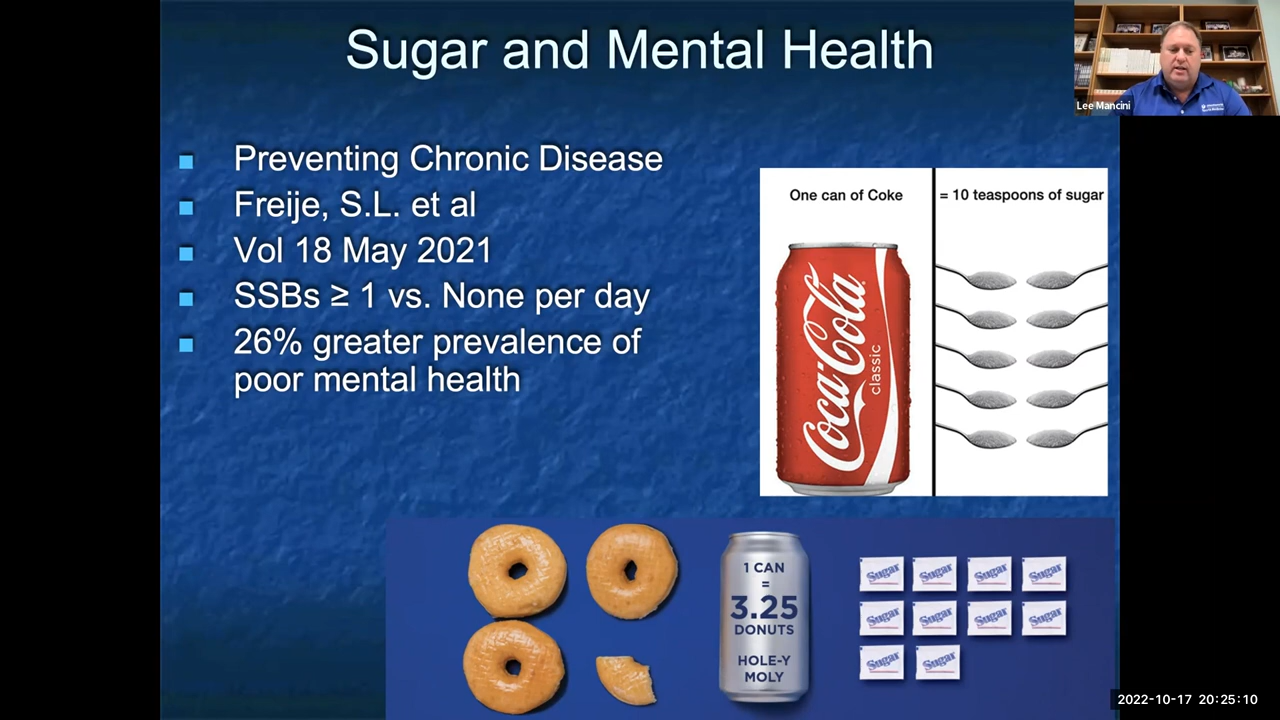 Sugar and Mental Health
Lee Mancini
Preventing Chronic Disease
Freije, S.L. et al
Vol 18 May 2021
SSBs ≥ 1 vs. None per day
26% greater prevalence of
poor mental health
One can of Coke
= 10 teaspoons of sugar
Coca-Cola
classic
1 CAN
=
3.25
DONUTS
HOLE-Y
MOLY
Sugar Sugar Sugar Sugar
Sugar Sugar Sugar Sugar
Sugar Sugar
2022-10-17 20:25:10